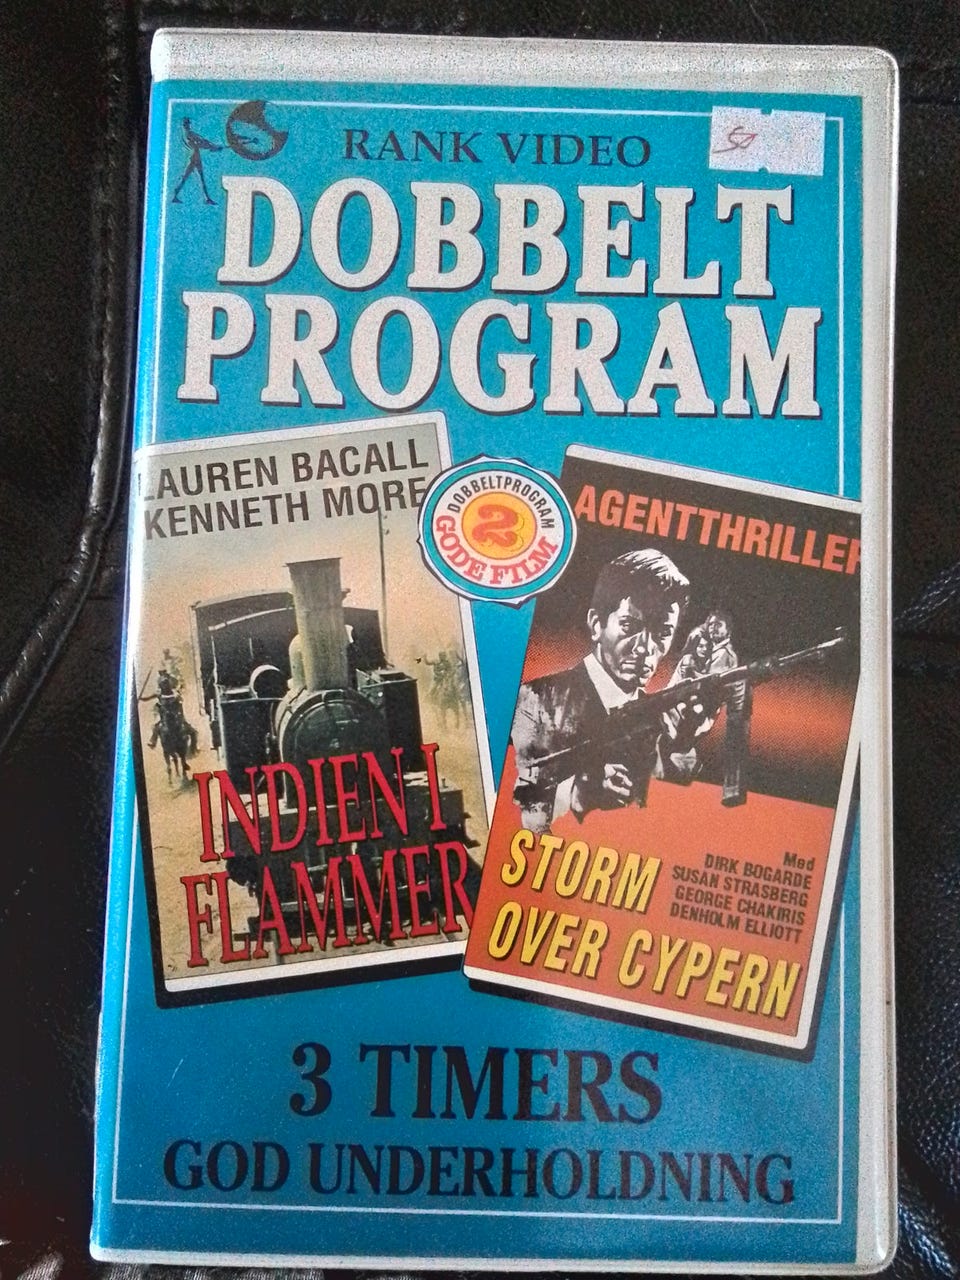 RANK VIDEO
50
DOBBELT
PROGRAM
LAUREN BACALL
KENNETH MORE
INDIEN I
FLAMMER
DOBBELTPROGRAM
2
GODE FILM
AGENTTHRILLER
STORM
OVER CYPERN
Med
DIRK BOGARDE
SUSAN STRASBERG
GEORGE CHAKIRIS
DENHOLM ELLIOTT
3 TIMERS
GOD UNDERHOLDNING